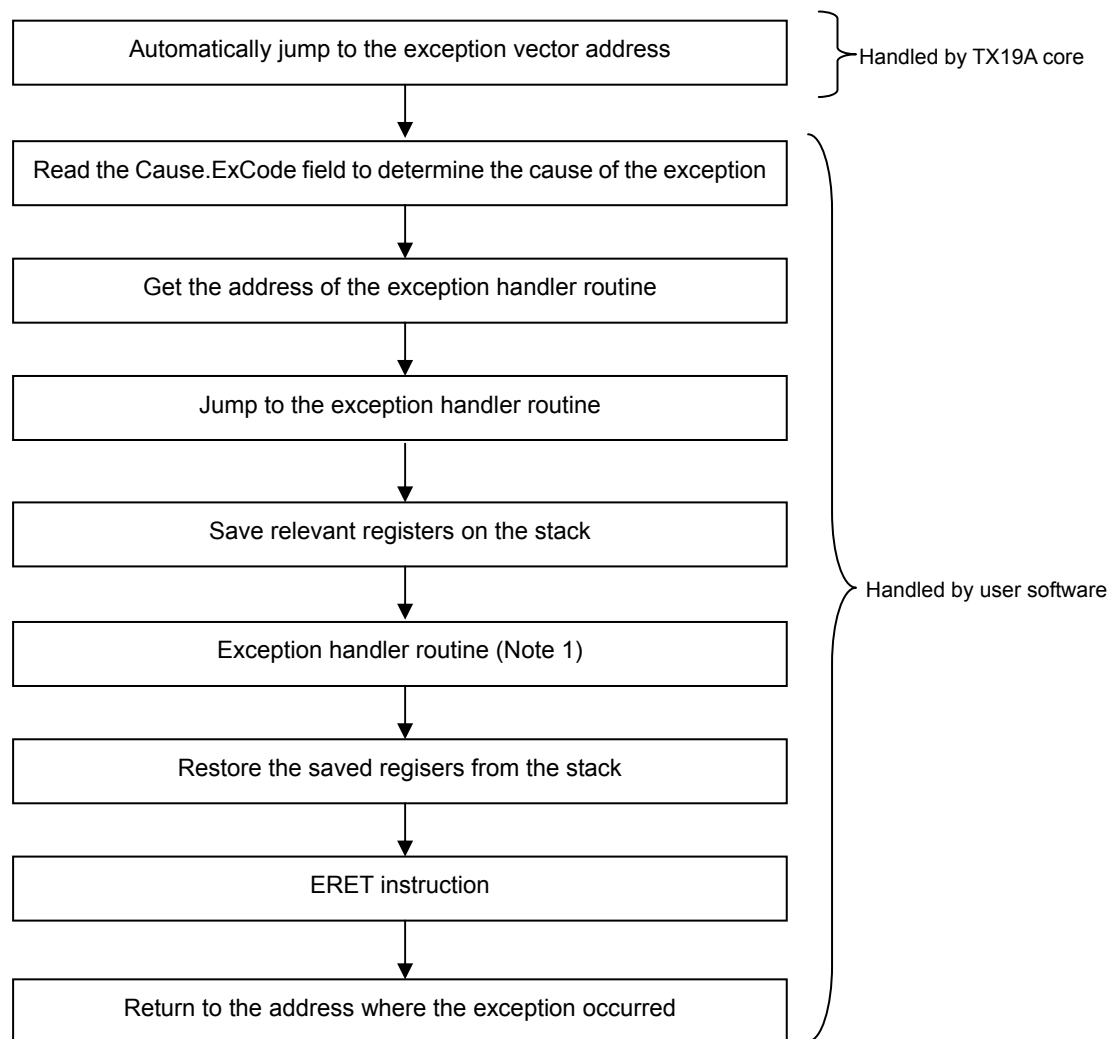 Automatically jump to the exception vector address
Handled by TX19A core
Read the Cause.ExCode field to determine the cause of the exception
Get the address of the exception handler routine
Jump to the exception handler routine
Save relevant registers on the stack
Handled by user software
Exception handler routine (Note 1)
Restore the saved regisers from the stack
ERET instruction
Return to the address where the exception occurred